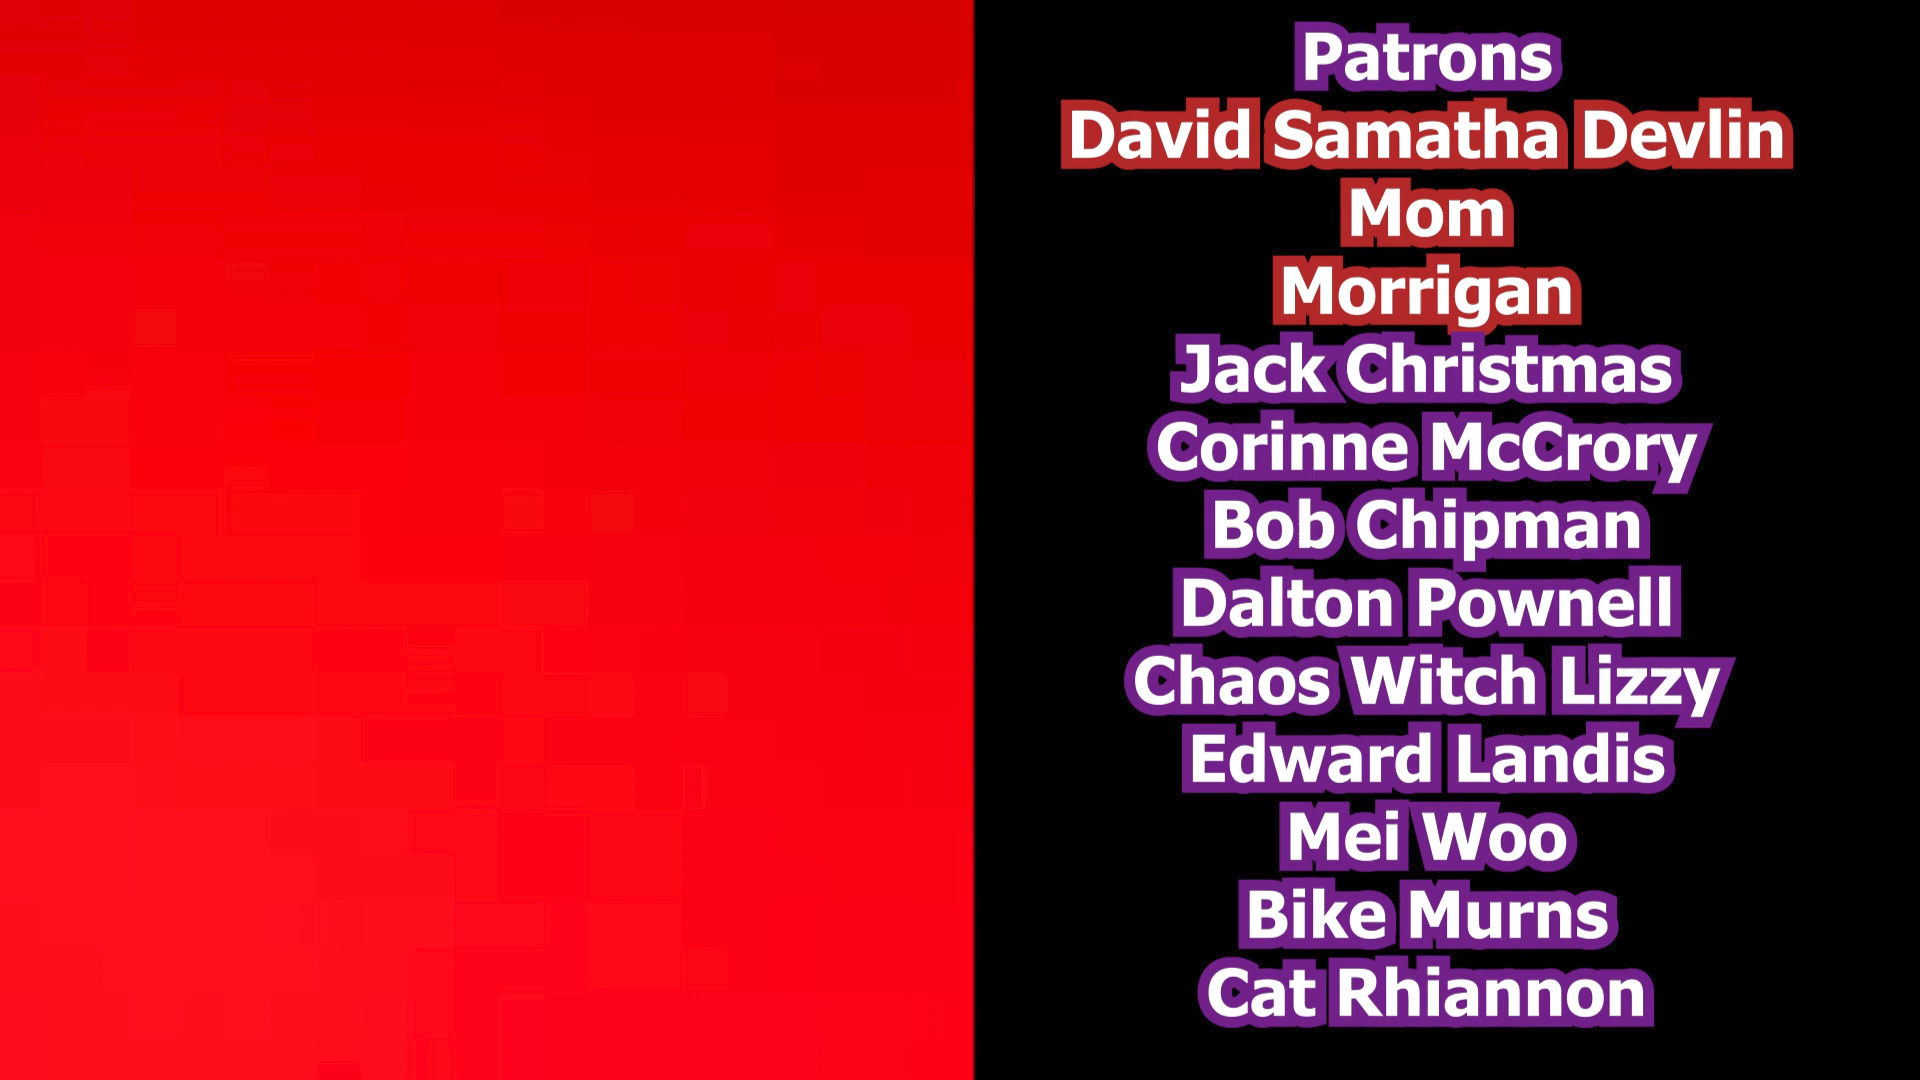 Patrons
David Samatha Devlin
Mom
Morrigan
Jack Christmas
Corinne McCrory
Bob Chipman
Dalton Pownell
Chaos Witch Lizzy
Edward Landis
Mei Woo
Bike Murns
Cat Rhiannon